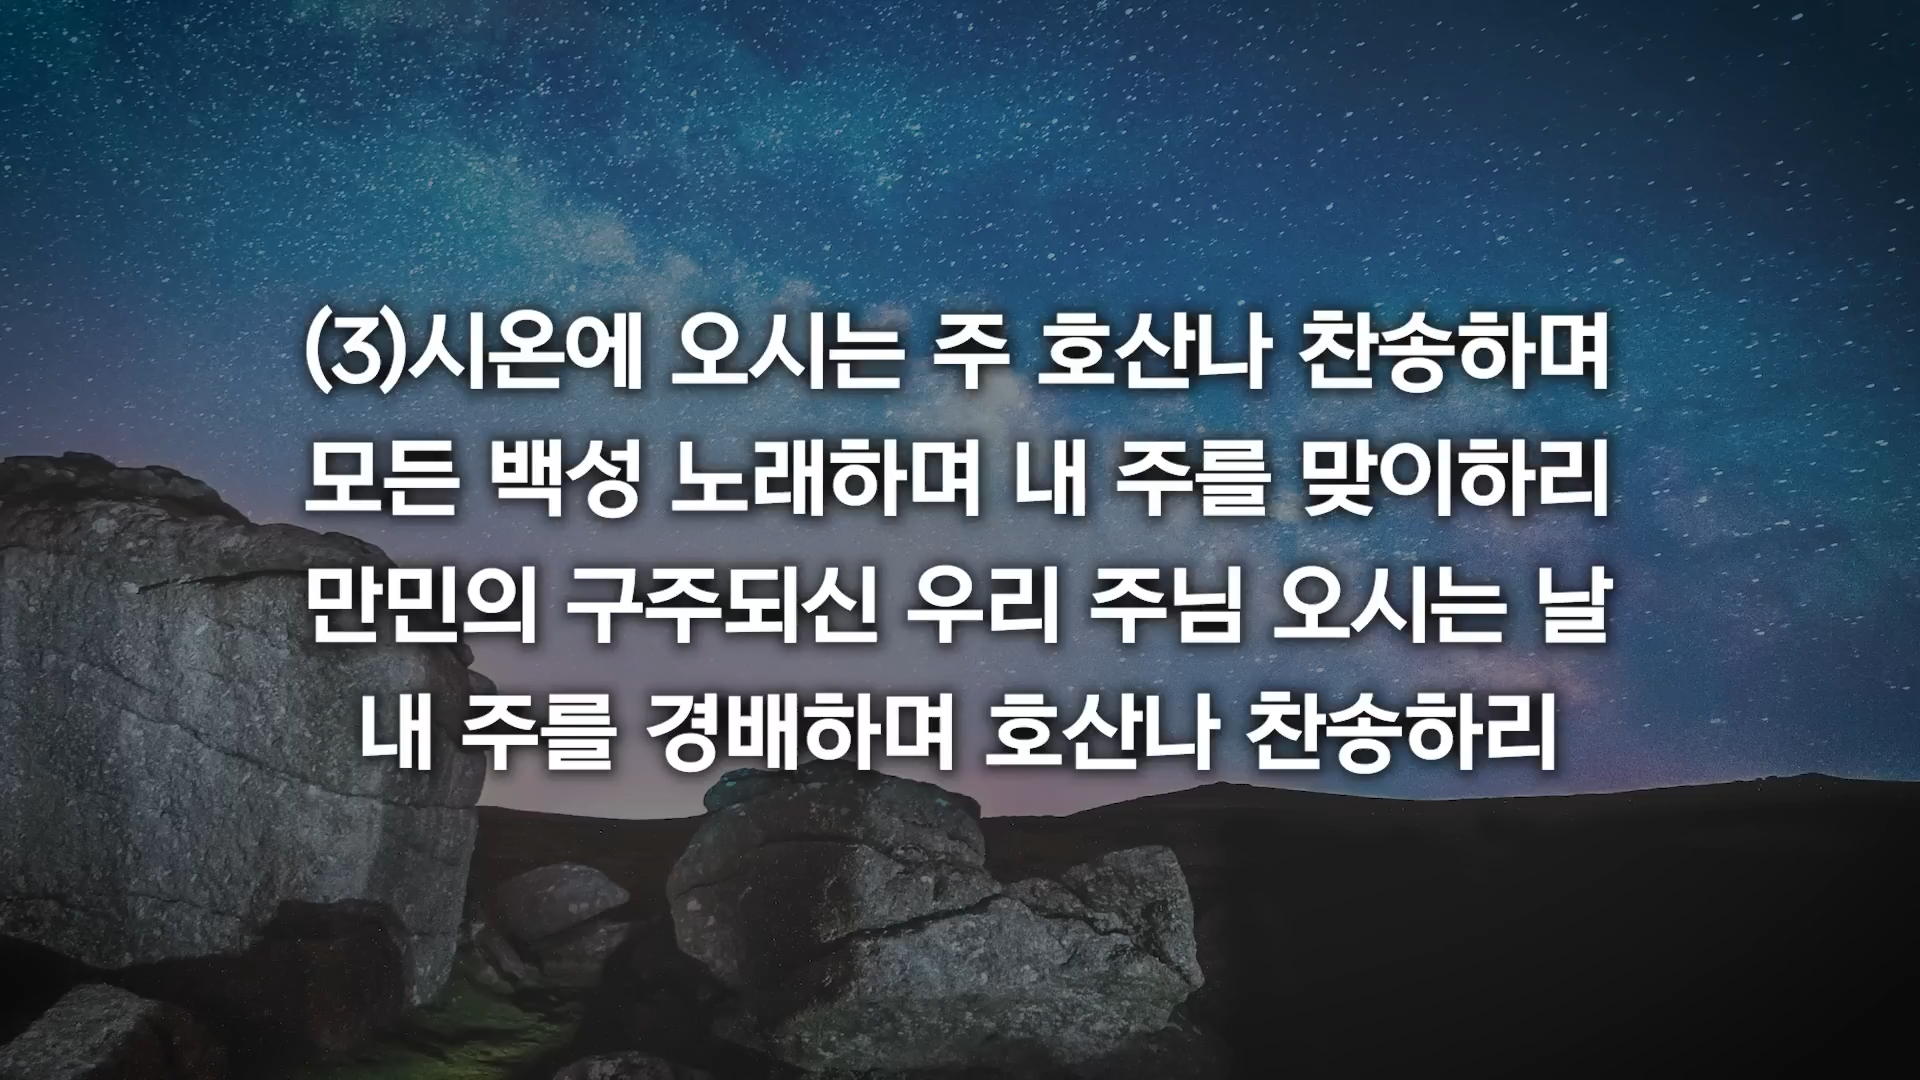 (3)시온에 오시는 주 호산나 찬송하며
모든 백성 노래하며 내 주를 맞이하리
만민의 구주되신 우리 주님 오시는 날
내 주를 경배하며 호산나 찬송하리